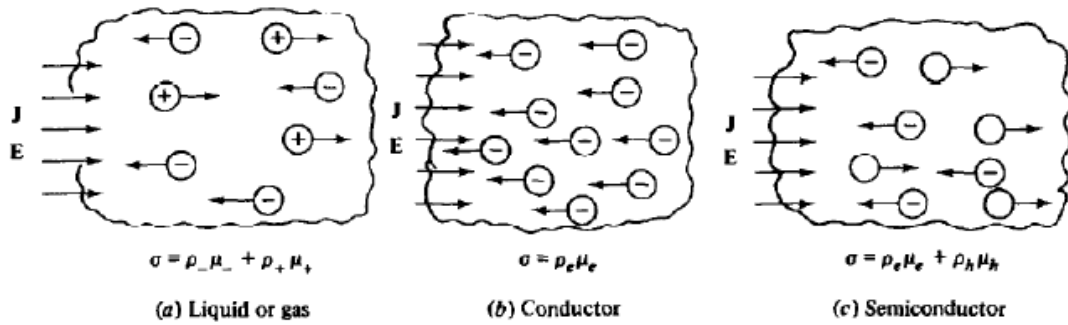 J
E
− + + − − + −
σ = ρ₋μ₋ + ρ₊μ₊
(a) Liquid or gas
J
E
− − − − − − − − − − −
σ = ρₑμₑ
(b) Conductor
J
E
− − − −
σ = ρₑμₑ + ρₕμₕ
(c) Semiconductor